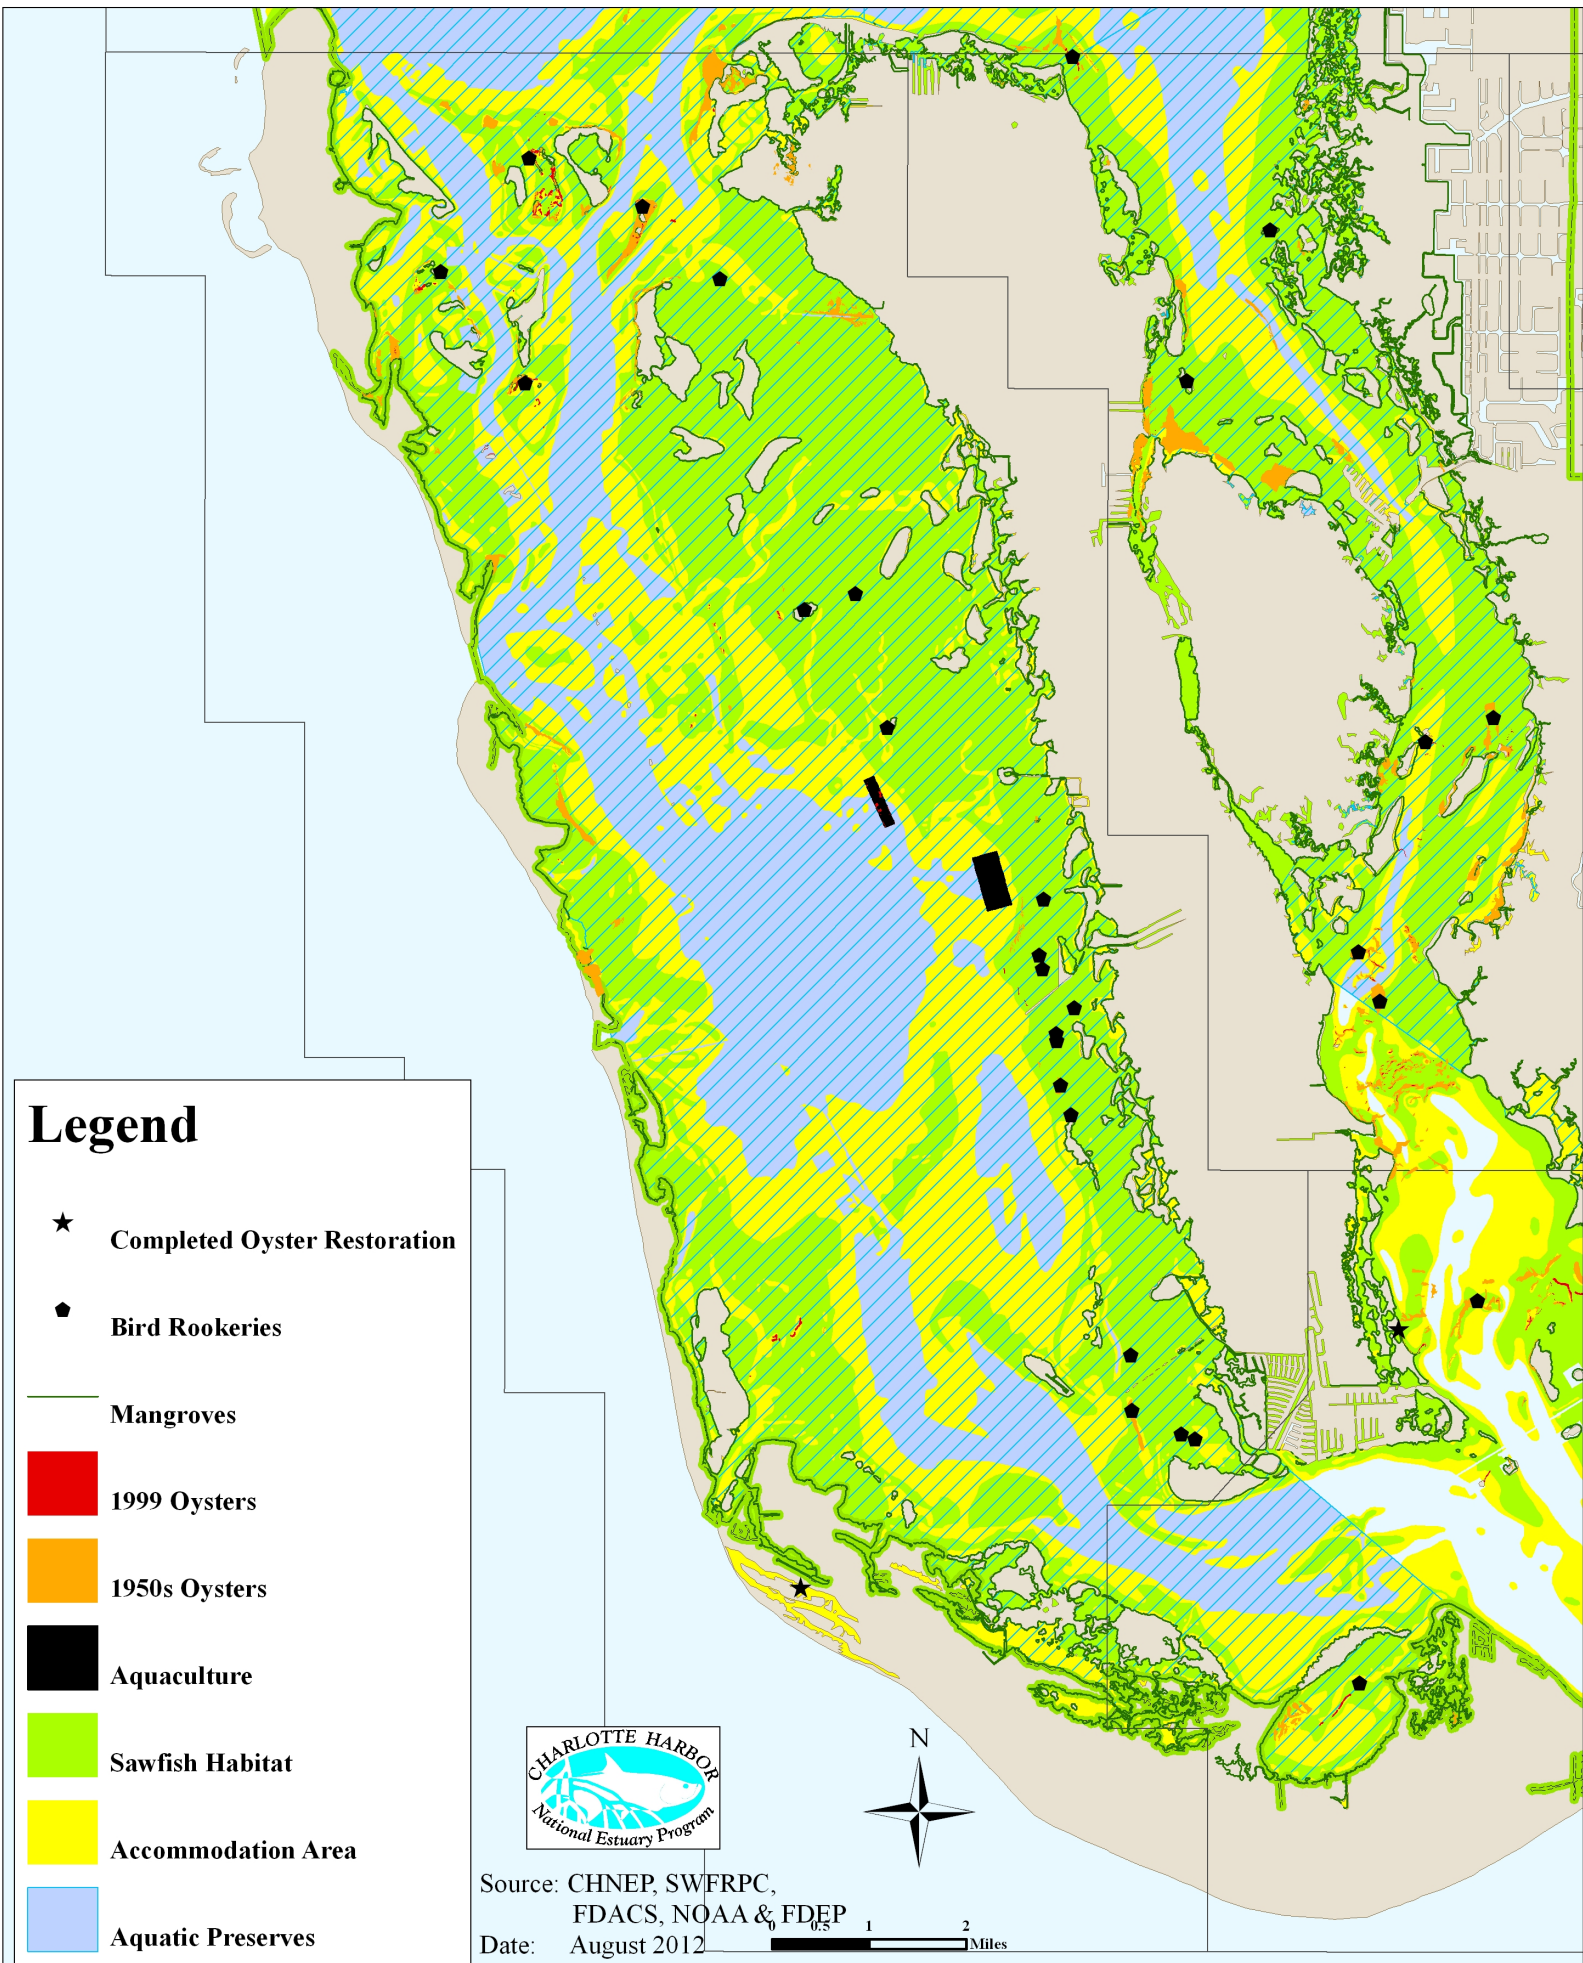 Legend
Completed Oyster Restoration
Bird Rookeries
Mangroves
1999 Oysters
1950s Oysters
Aquaculture
Sawfish Habitat
Accommodation Area
Aquatic Preserves
CHARLOTTE HARBOR
National Estuary Program
N
Source: CHNEP, SWFRPC,
FDACS, NOAA & FDEP
Date: August 2012
0 0.5 1 2
Miles